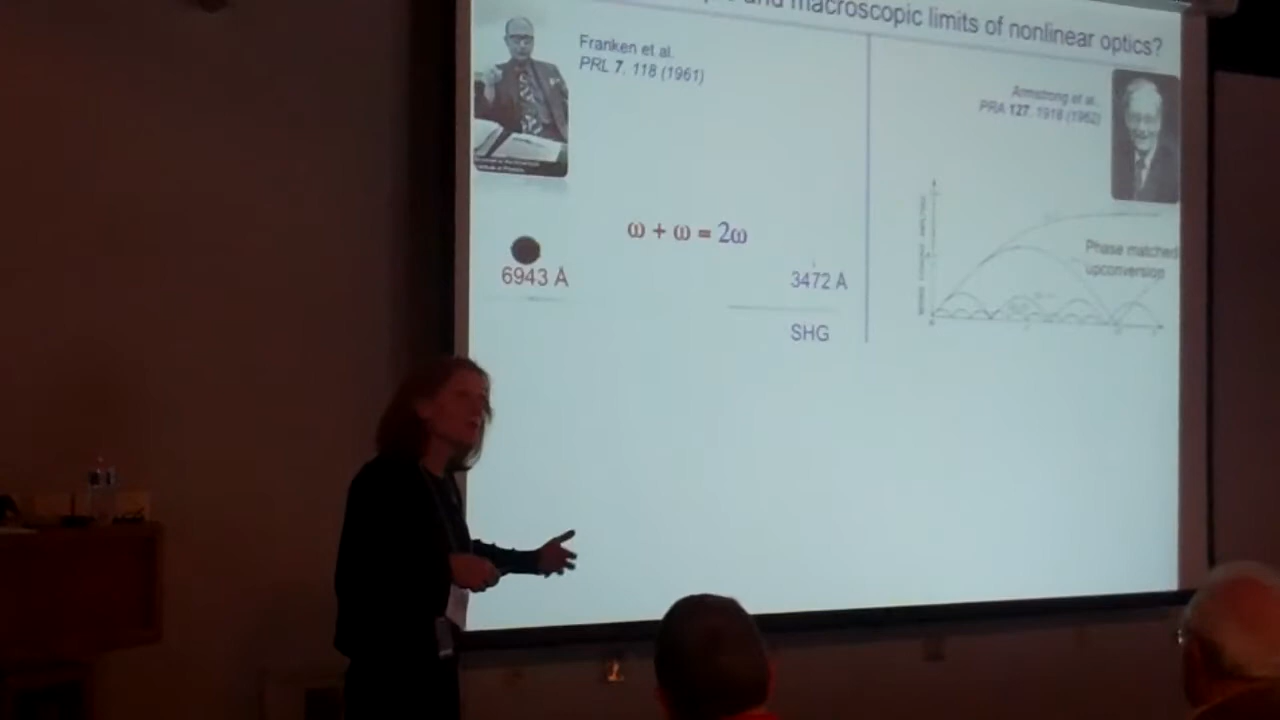 and macroscopic limits of nonlinear optics?
Franken et al.
PRL 7, 118 (1961)
Armstrong et al.,
PRA 127, 1918 (1962)
ω + ω = 2ω
6943 Å
3472 Å
SHG
Phase matched
upconversion